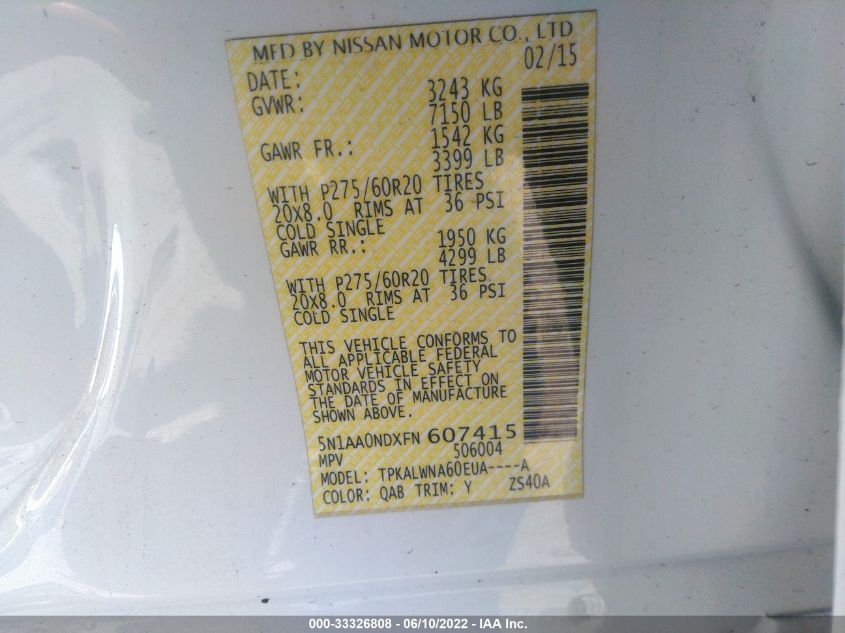 MFD BY NISSAN MOTOR CO., LTD
DATE: 02/15
GVWR: 3243 KG
7150 LB
GAWR FR.: 1542 KG
3399 LB
WITH P275/60R20 TIRES
20x8.0 RIMS AT 36 PSI
COLD SINGLE
GAWR RR.: 1950 KG
4299 LB
WITH P275/60R20 TIRES
20x8.0 RIMS AT 36 PSI
COLD SINGLE
THIS VEHICLE CONFORMS TO
ALL APPLICABLE FEDERAL
MOTOR VEHICLE SAFETY
STANDARDS IN EFFECT ON
THE DATE OF MANUFACTURE
SHOWN ABOVE.
5N1AA0NDXFN 607415
MPV 506004
MODEL: TPKALWNA60EUA----A
COLOR: QAB TRIM: Y ZS40A
000-33326808 - 06/10/2022 - IAA Inc.